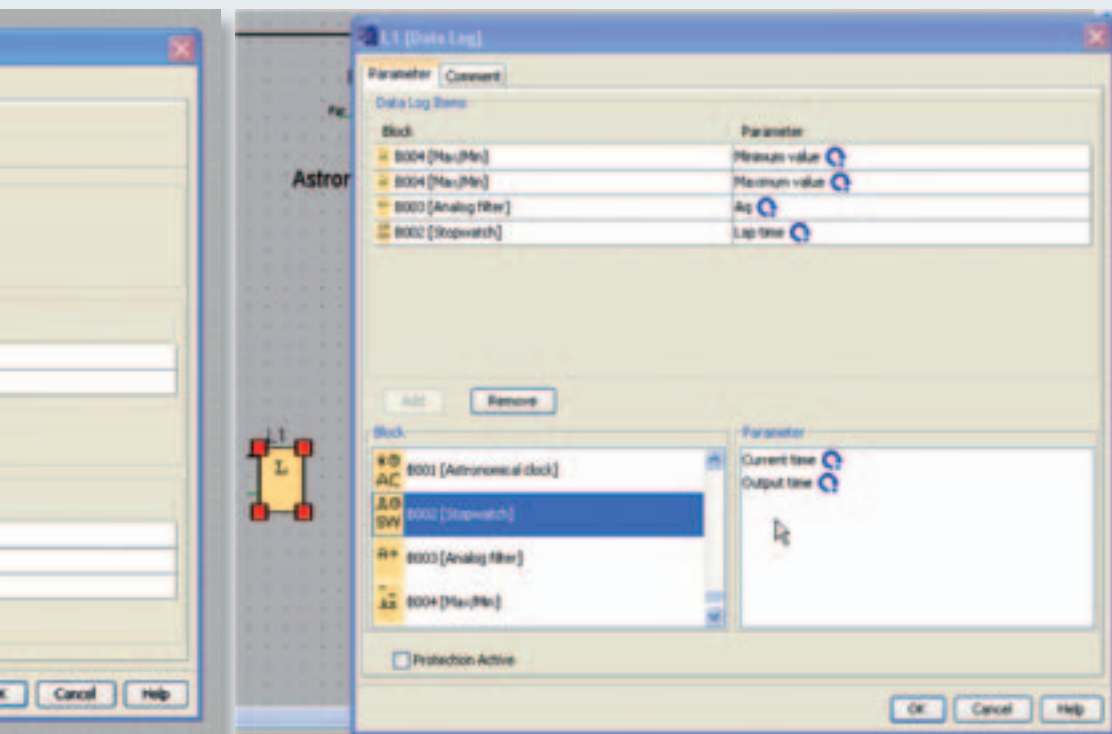 L1 [Data Log]
Parameter Comment
Data Log Items
Block Parameter
B004 [Max/Min] Minimum value
B004 [Max/Min] Maximum value
B003 [Analog filter] Aq
B002 [Stopwatch] Lap time
Add Remove
Block Parameter
AC B001 [Astronomical clock]
SW B002 [Stopwatch]
B003 [Analog filter]
B004 [Max/Min]
Current time
Output time
Protection Active
OK Cancel Help
Astron
L1
L
Cancel Help